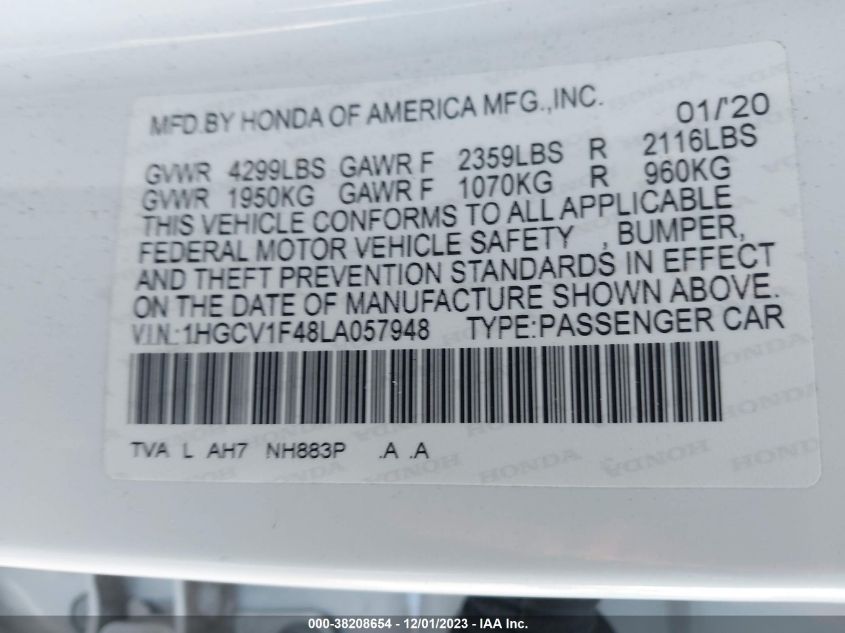 MFD.BY HONDA OF AMERICA MFG.,INC. 01/'20
GVWR 4299LBS GAWR F 2359LBS R 2116LBS
GVWR 1950KG GAWR F 1070KG R 960KG
THIS VEHICLE CONFORMS TO ALL APPLICABLE
FEDERAL MOTOR VEHICLE SAFETY , BUMPER,
AND THEFT PREVENTION STANDARDS IN EFFECT
ON THE DATE OF MANUFACTURE SHOWN ABOVE.
V.I.N.:1HGCV1F48LA057948 TYPE:PASSENGER CAR
TVA L AH7 NH883P .A .A
000-38208654 - 12/01/2023 - IAA Inc.